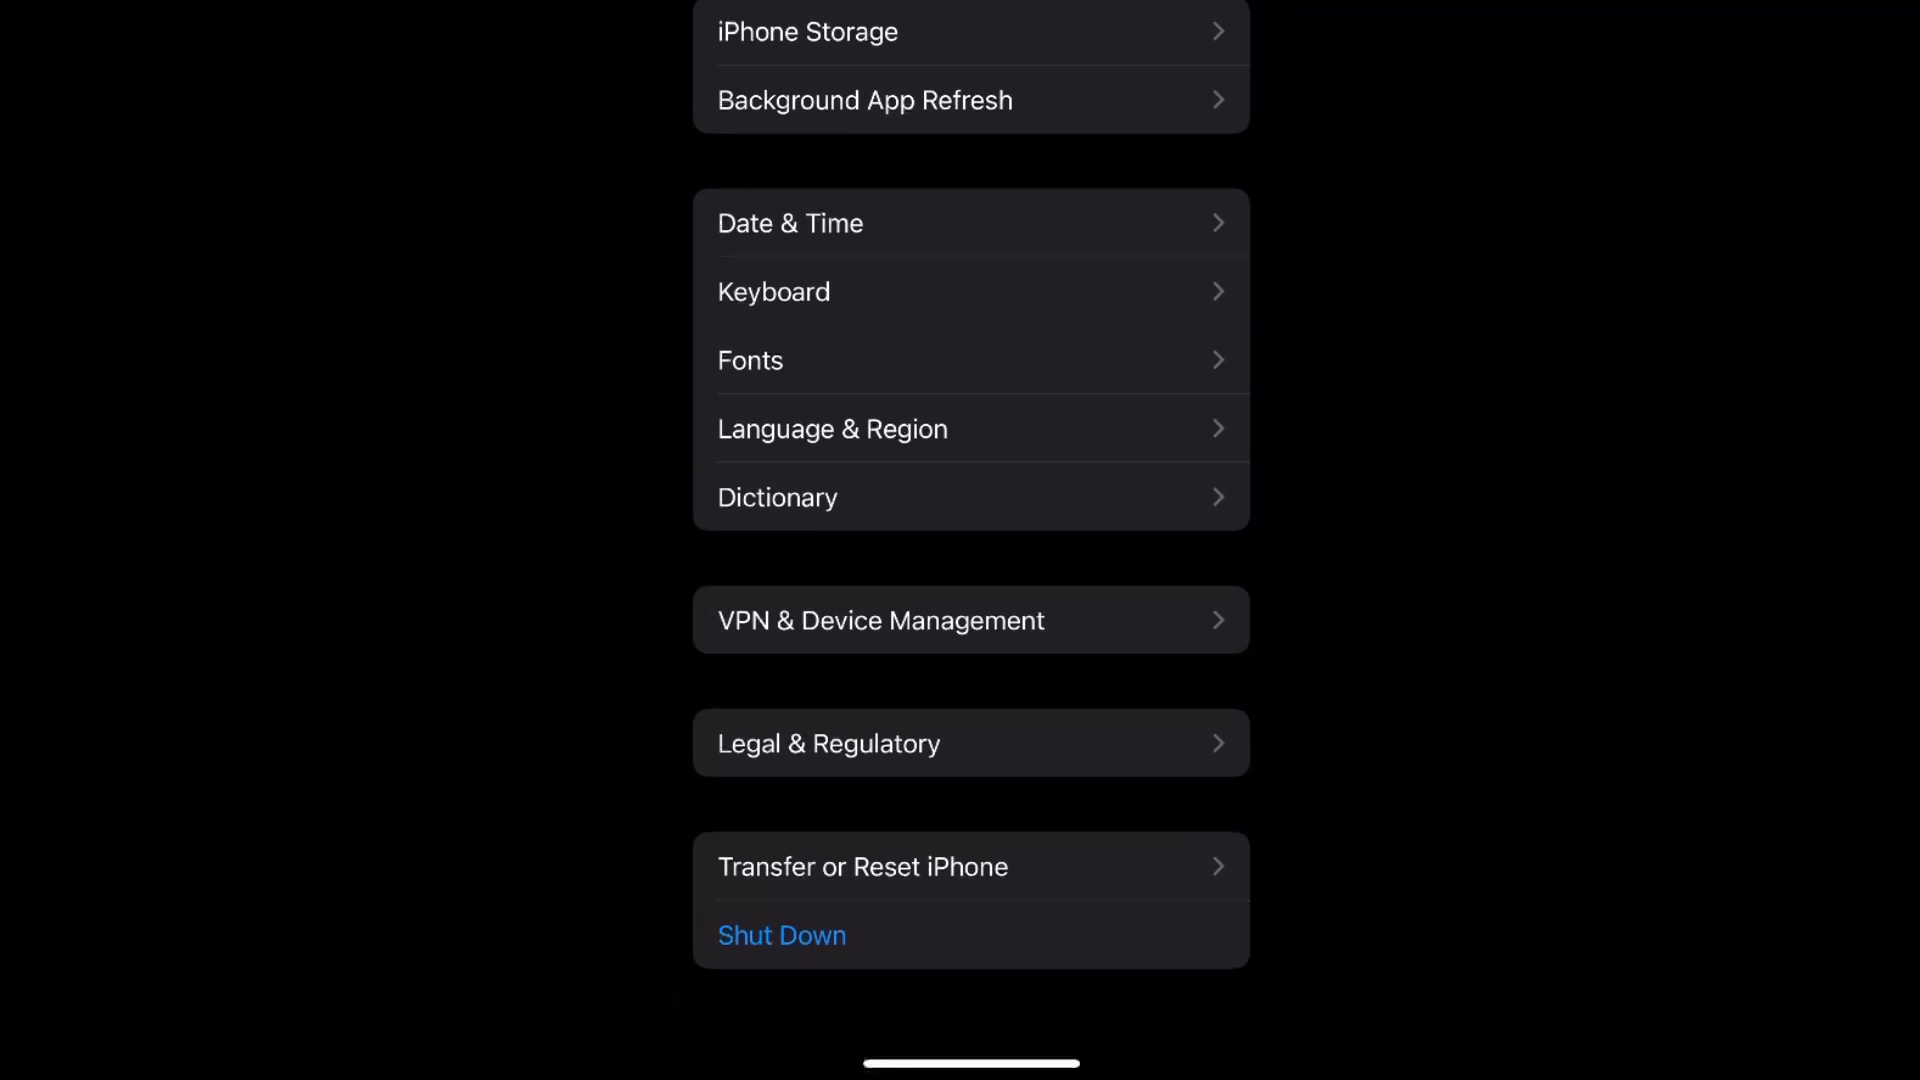 iPhone Storage
Background App Refresh
Date & Time
Keyboard
Fonts
Language & Region
Dictionary
VPN & Device Management
Legal & Regulatory
Transfer or Reset iPhone
Shut Down